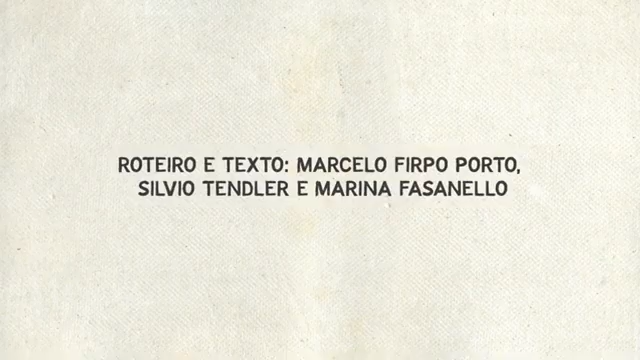 ROTEIRO E TEXTO: MARCELO FIRPO PORTO,
SILVIO TENDLER E MARINA FASANELLO